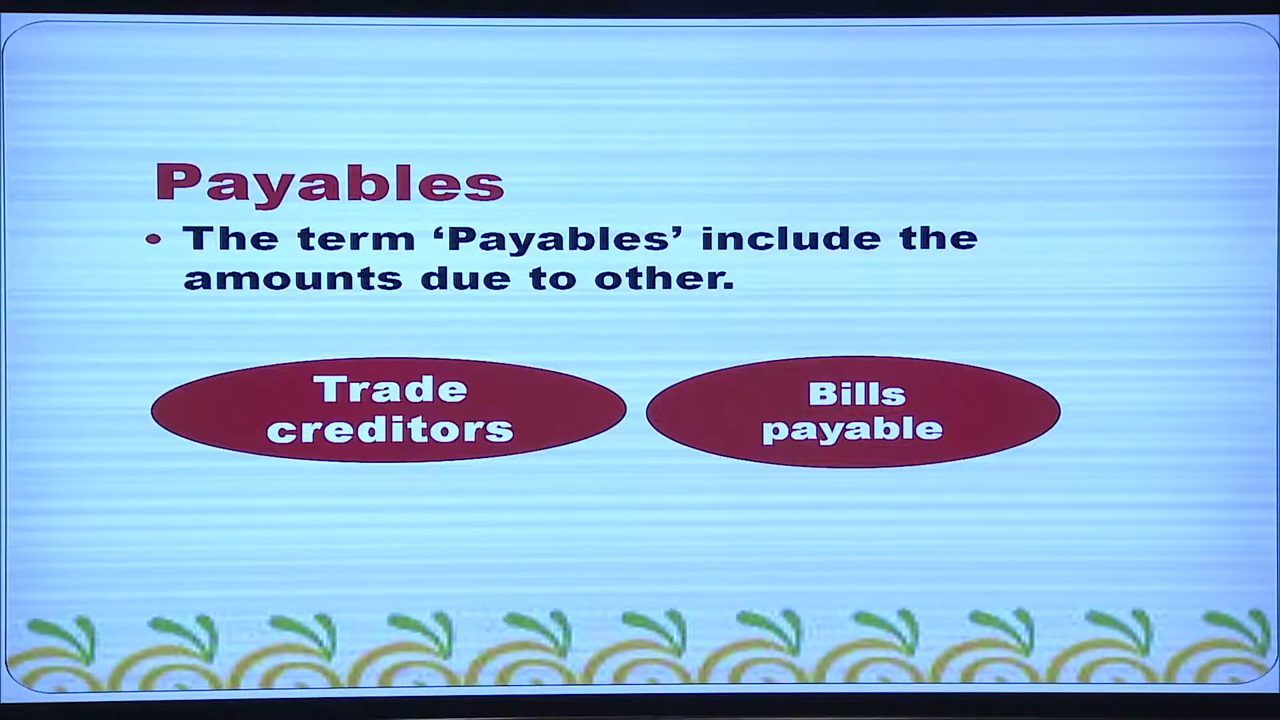 Payables
• The term ‘Payables’ include the
amounts due to other.
Trade
creditors
Bills
payable